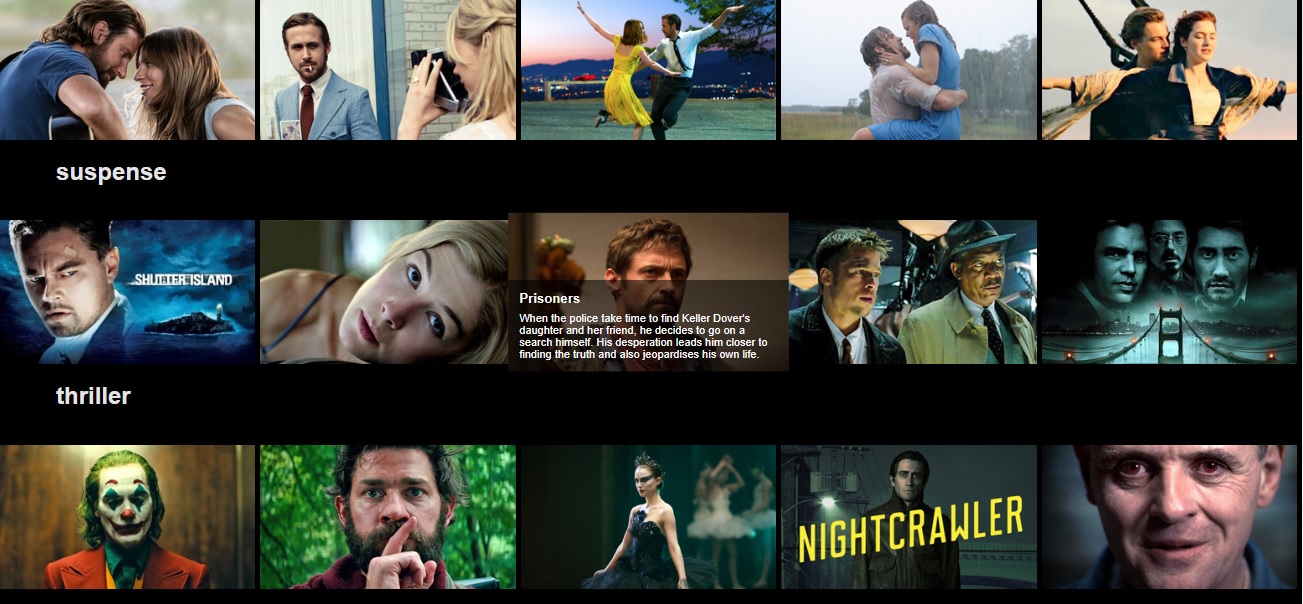 suspense
SHUTTER ISLAND
Prisoners
When the police take time to find Keller Dover's
daughter and her friend, he decides to go on a
search himself. His desperation leads him closer to
finding the truth and also jeopardises his own life.
thriller
NIGHTCRAWLER